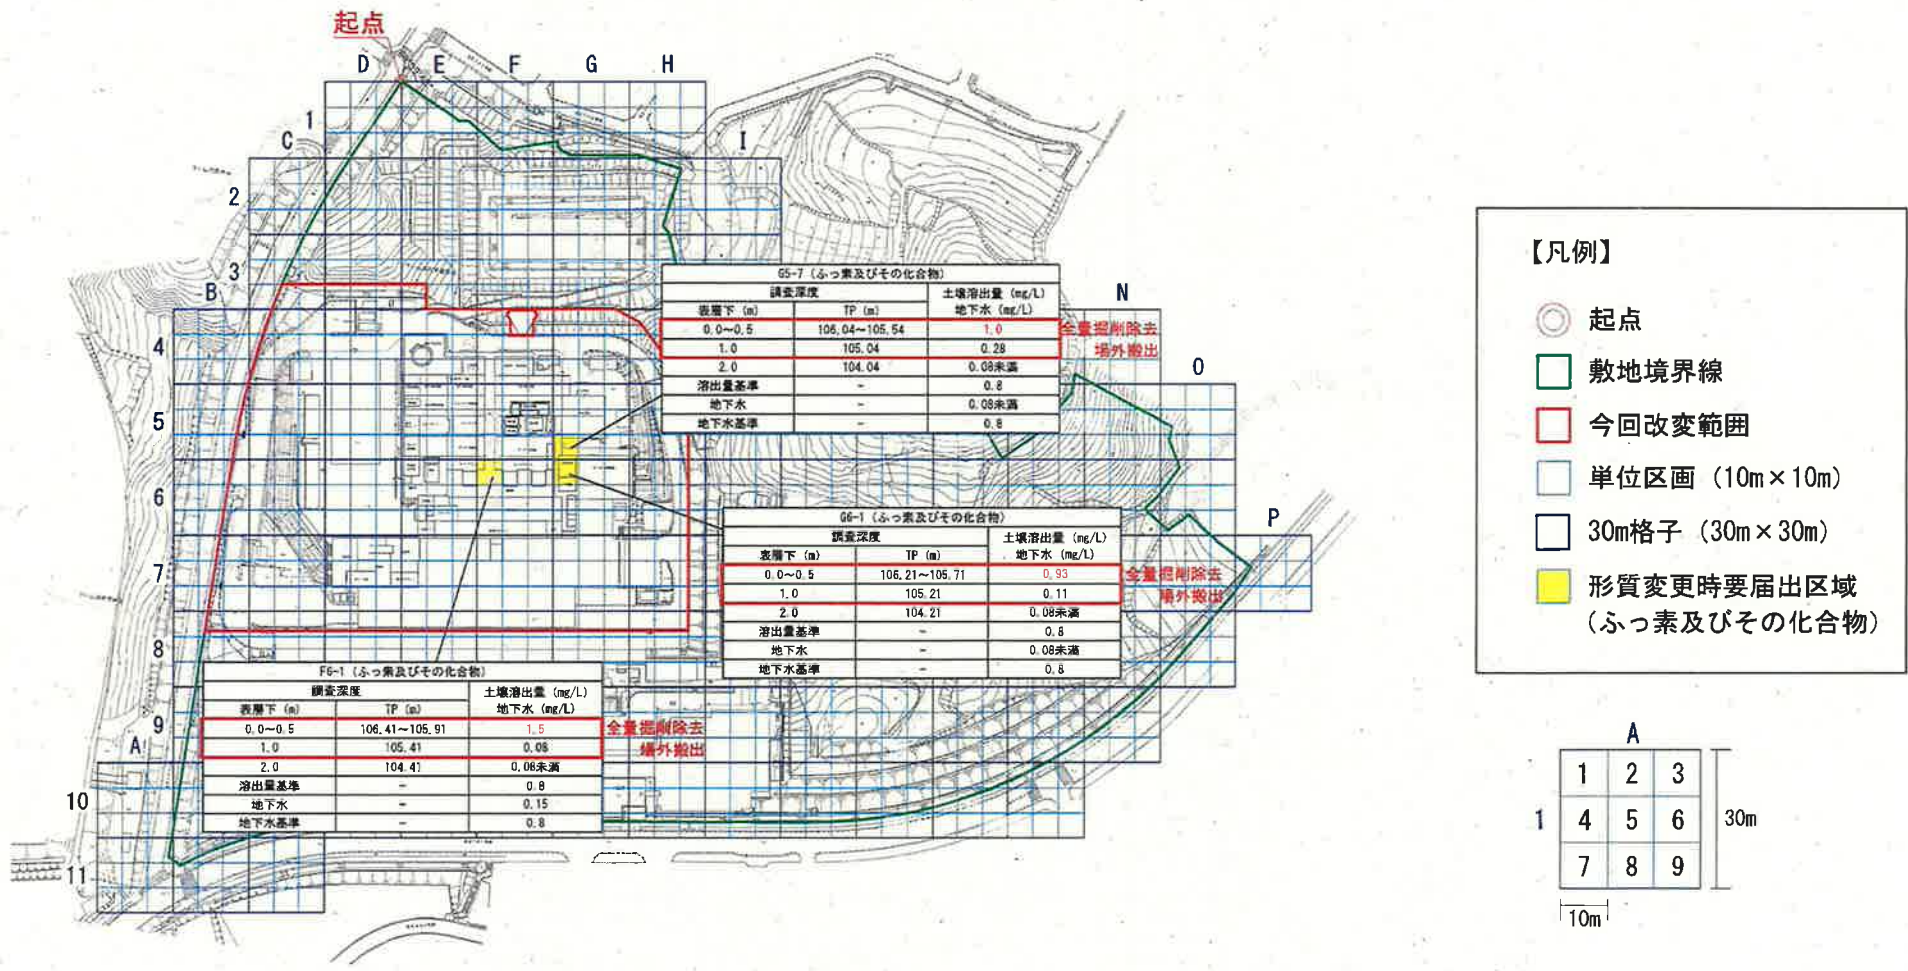 起点
D E F G H
1
C
I
2
3
B
N
4
O
5
6
P
7
8
9
A
10
11
G5-7 (ふっ素及びその化合物)
調査深度 土壌溶出量 (mg/L)
表層下 (m) TP (m) 地下水 (mg/L)
0.0~0.5 106.04~105.54 1.0 全量掘削除去
1.0 105.04 0.28 場外搬出
2.0 104.04 0.08未満
溶出量基準 - 0.8
地下水 - 0.08未満
地下水基準 - 0.8
G6-1 (ふっ素及びその化合物)
調査深度 土壌溶出量 (mg/L)
表層下 (m) TP (m) 地下水 (mg/L)
0.0~0.5 106.21~105.71 0.93 全量掘削除去
1.0 105.21 0.11 場外搬出
2.0 104.21 0.08未満
溶出量基準 - 0.8
地下水 - 0.08未満
地下水基準 - 0.8
F6-1 (ふっ素及びその化合物)
調査深度 土壌溶出量 (mg/L)
表層下 (m) TP (m) 地下水 (mg/L)
0.0~0.5 106.41~105.91 1.5 全量掘削除去
1.0 105.41 0.08 場外搬出
2.0 104.41 0.08未満
溶出量基準 - 0.8
地下水 - 0.15
地下水基準 - 0.8
【凡例】
起点
敷地境界線
今回改変範囲
単位区画 (10m×10m)
30m格子 (30m×30m)
形質変更時要届出区域
(ふっ素及びその化合物)
A
1 2 3
1 4 5 6 30m
7 8 9
10m